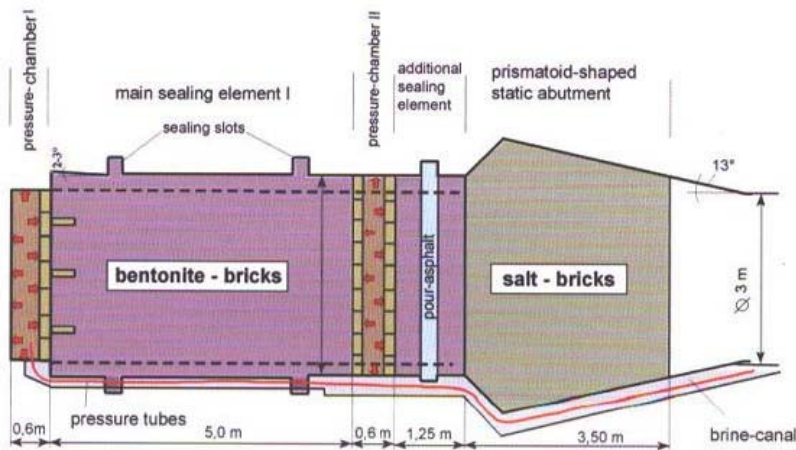 pressure-chamber I
main sealing element I
sealing slots
pressure-chamber II
additional
sealing
element
prismatoid-shaped
static abutment
2-3°
13°
bentonite - bricks
pour-asphalt
salt - bricks
Ø 3 m
pressure tubes
brine-canal
0,6m
5,0 m
0,6 m
1,25 m
3,50 m